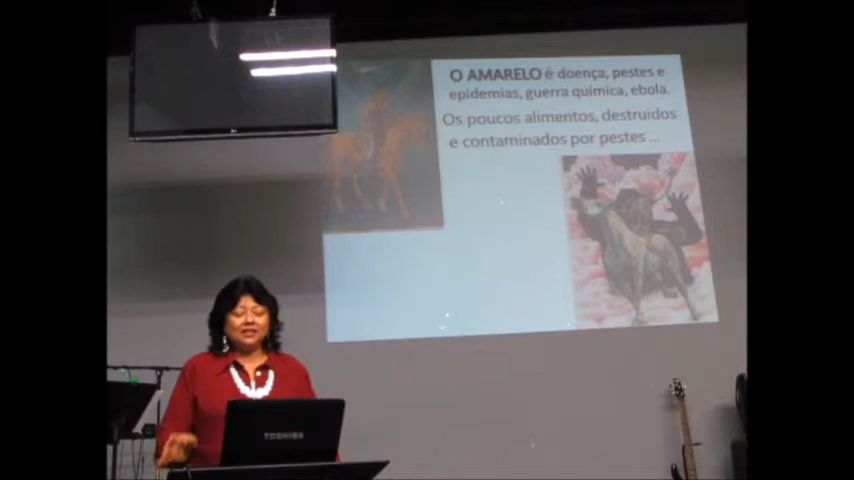 O AMARELO é doença, pestes e
epidemias, guerra química, ebola.
Os poucos alimentos, destruídos
e contaminados por pestes ...
TOSHIBA